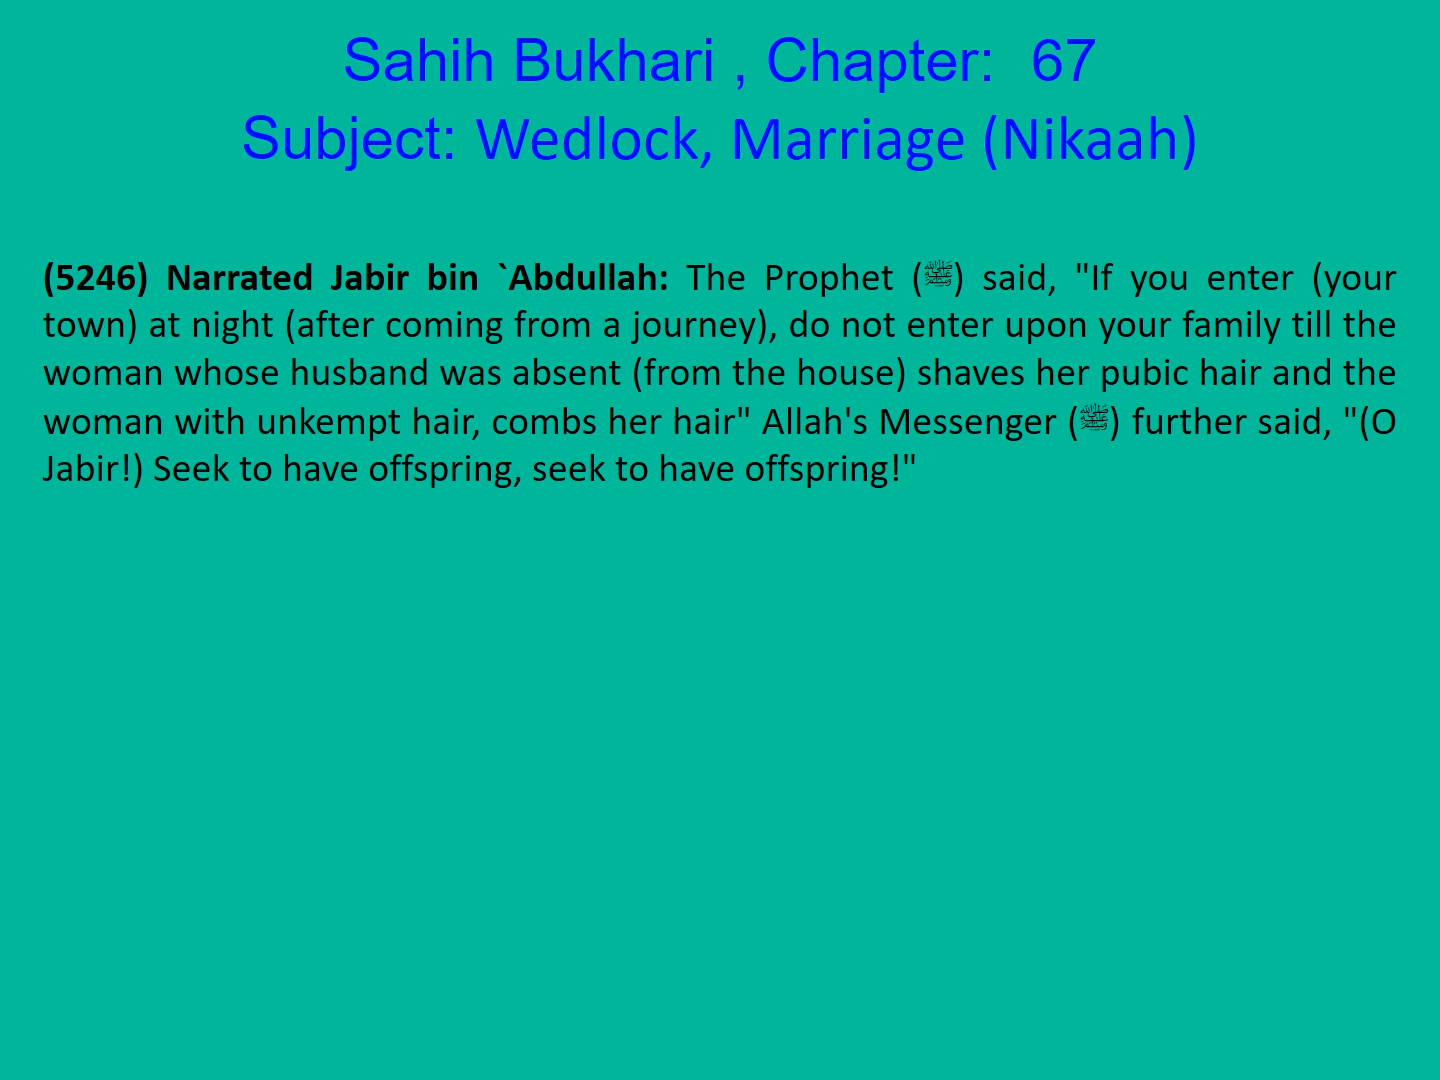 Sahih Bukhari , Chapter:  67
Subject: Wedlock, Marriage (Nikaah)
(5246) Narrated Jabir bin `Abdullah: The Prophet (ﷺ) said, "If you enter (your
town) at night (after coming from a journey), do not enter upon your family till the
woman whose husband was absent (from the house) shaves her pubic hair and the
woman with unkempt hair, combs her hair" Allah's Messenger (ﷺ) further said, "(O
Jabir!) Seek to have offspring, seek to have offspring!"